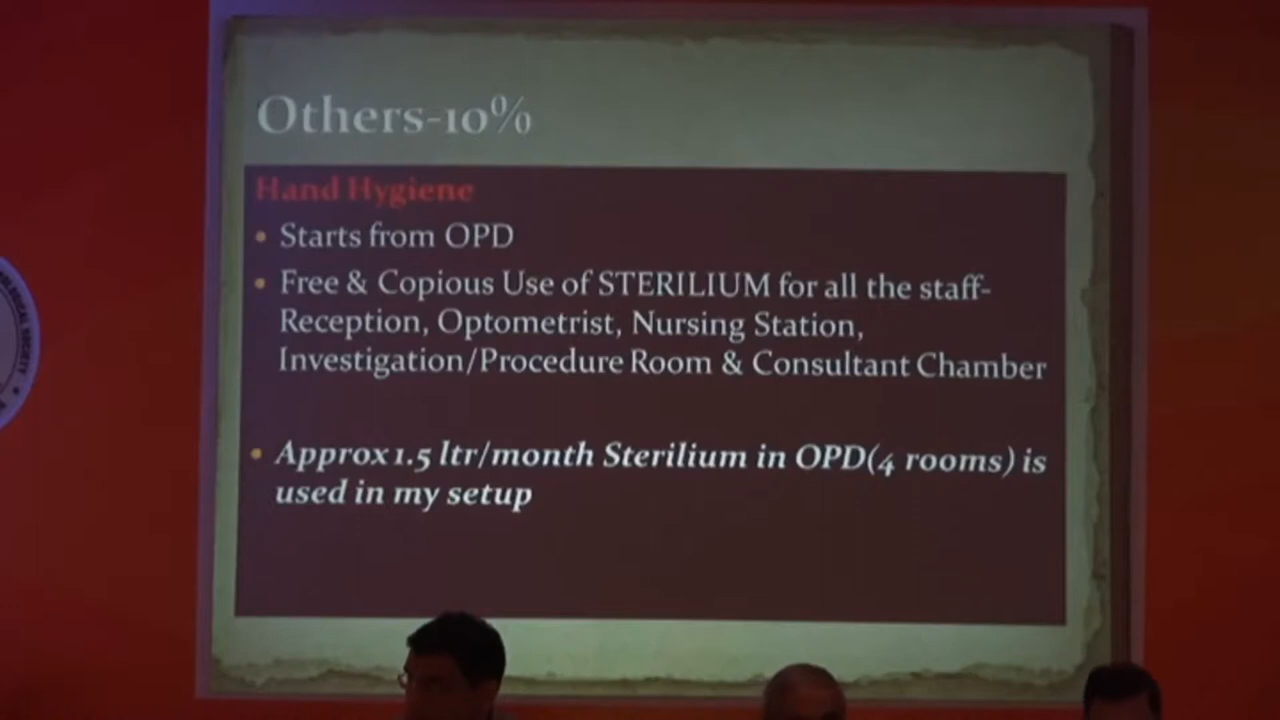 Others-10%
Hand Hygiene
• Starts from OPD
• Free & Copious Use of STERILIUM for all the staff-
Reception, Optometrist, Nursing Station,
Investigation/Procedure Room & Consultant Chamber
• Approx 1.5 ltr/month Sterilium in OPD(4 rooms) is
used in my setup
SOCIETY